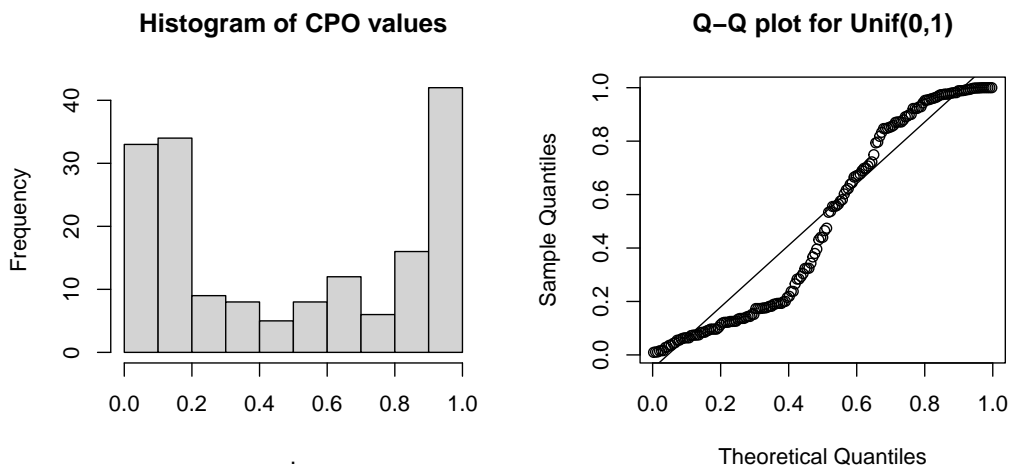 Histogram of CPO values
Frequency
0 10 20 30 40
0.0 0.2 0.4 0.6 0.8 1.0
.
Q−Q plot for Unif(0,1)
Sample Quantiles
0.0 0.2 0.4 0.6 0.8 1.0
0.0 0.2 0.4 0.6 0.8 1.0
Theoretical Quantiles